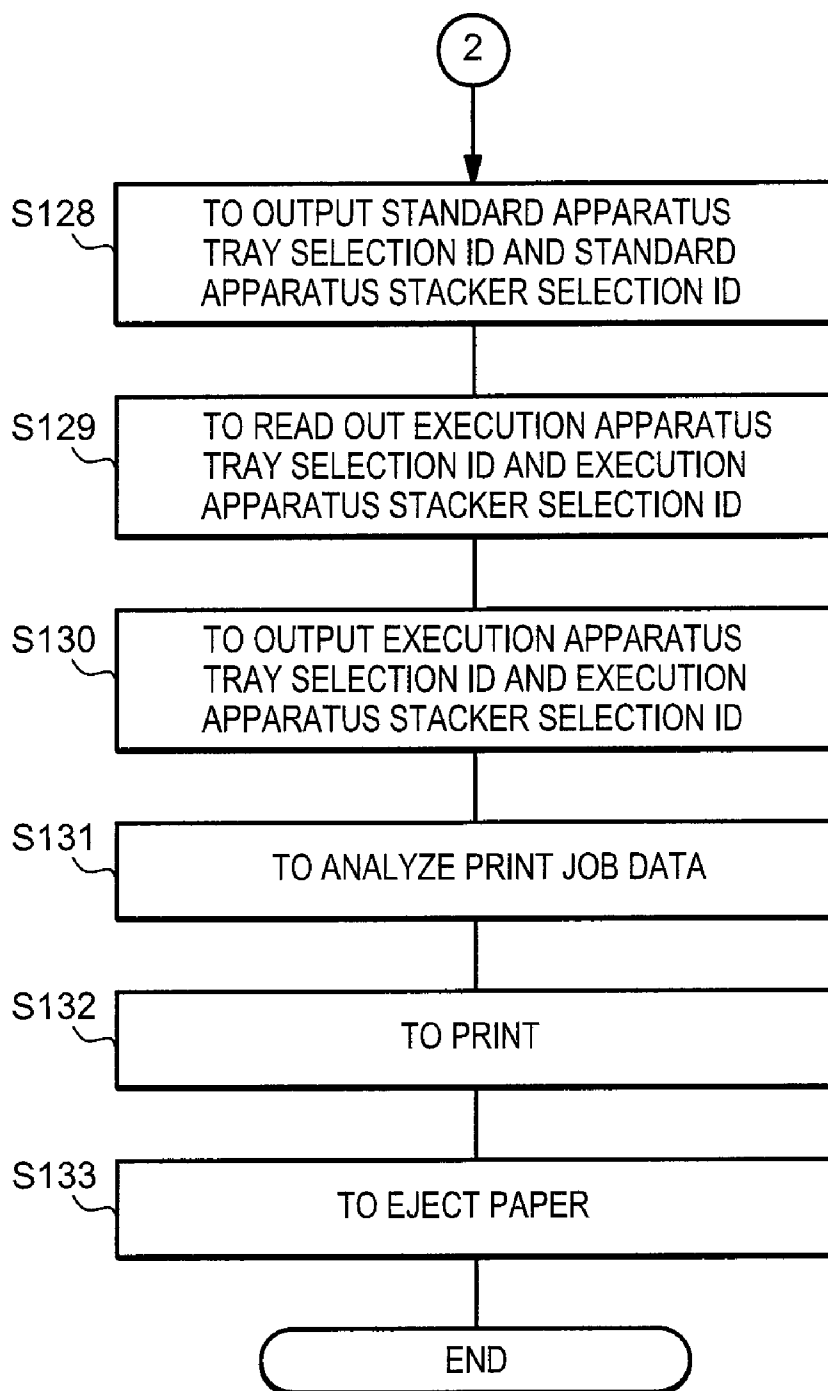 2
S128
TO OUTPUT STANDARD APPARATUS
TRAY SELECTION ID AND STANDARD
APPARATUS STACKER SELECTION ID
S129
TO READ OUT EXECUTION APPARATUS
TRAY SELECTION ID AND EXECUTION
APPARATUS STACKER SELECTION ID
S130
TO OUTPUT EXECUTION APPARATUS
TRAY SELECTION ID AND EXECUTION
APPARATUS STACKER SELECTION ID
S131
TO ANALYZE PRINT JOB DATA
S132
TO PRINT
S133
TO EJECT PAPER
END